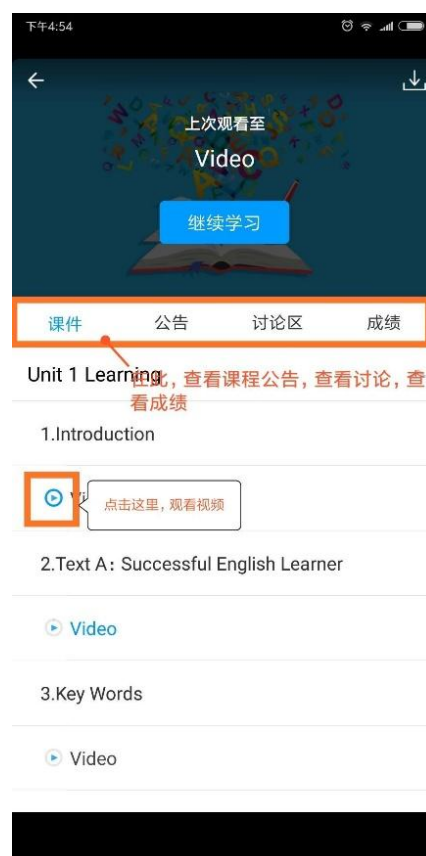 下午4:54
上次观看至
Video
继续学习
课件 公告 讨论区 成绩
Unit 1 Learning
在此，查看课程公告，查看讨论，查
看成绩
1.Introduction
点击这里，观看视频
2.Text A: Successful English Learner
Video
3.Key Words
Video